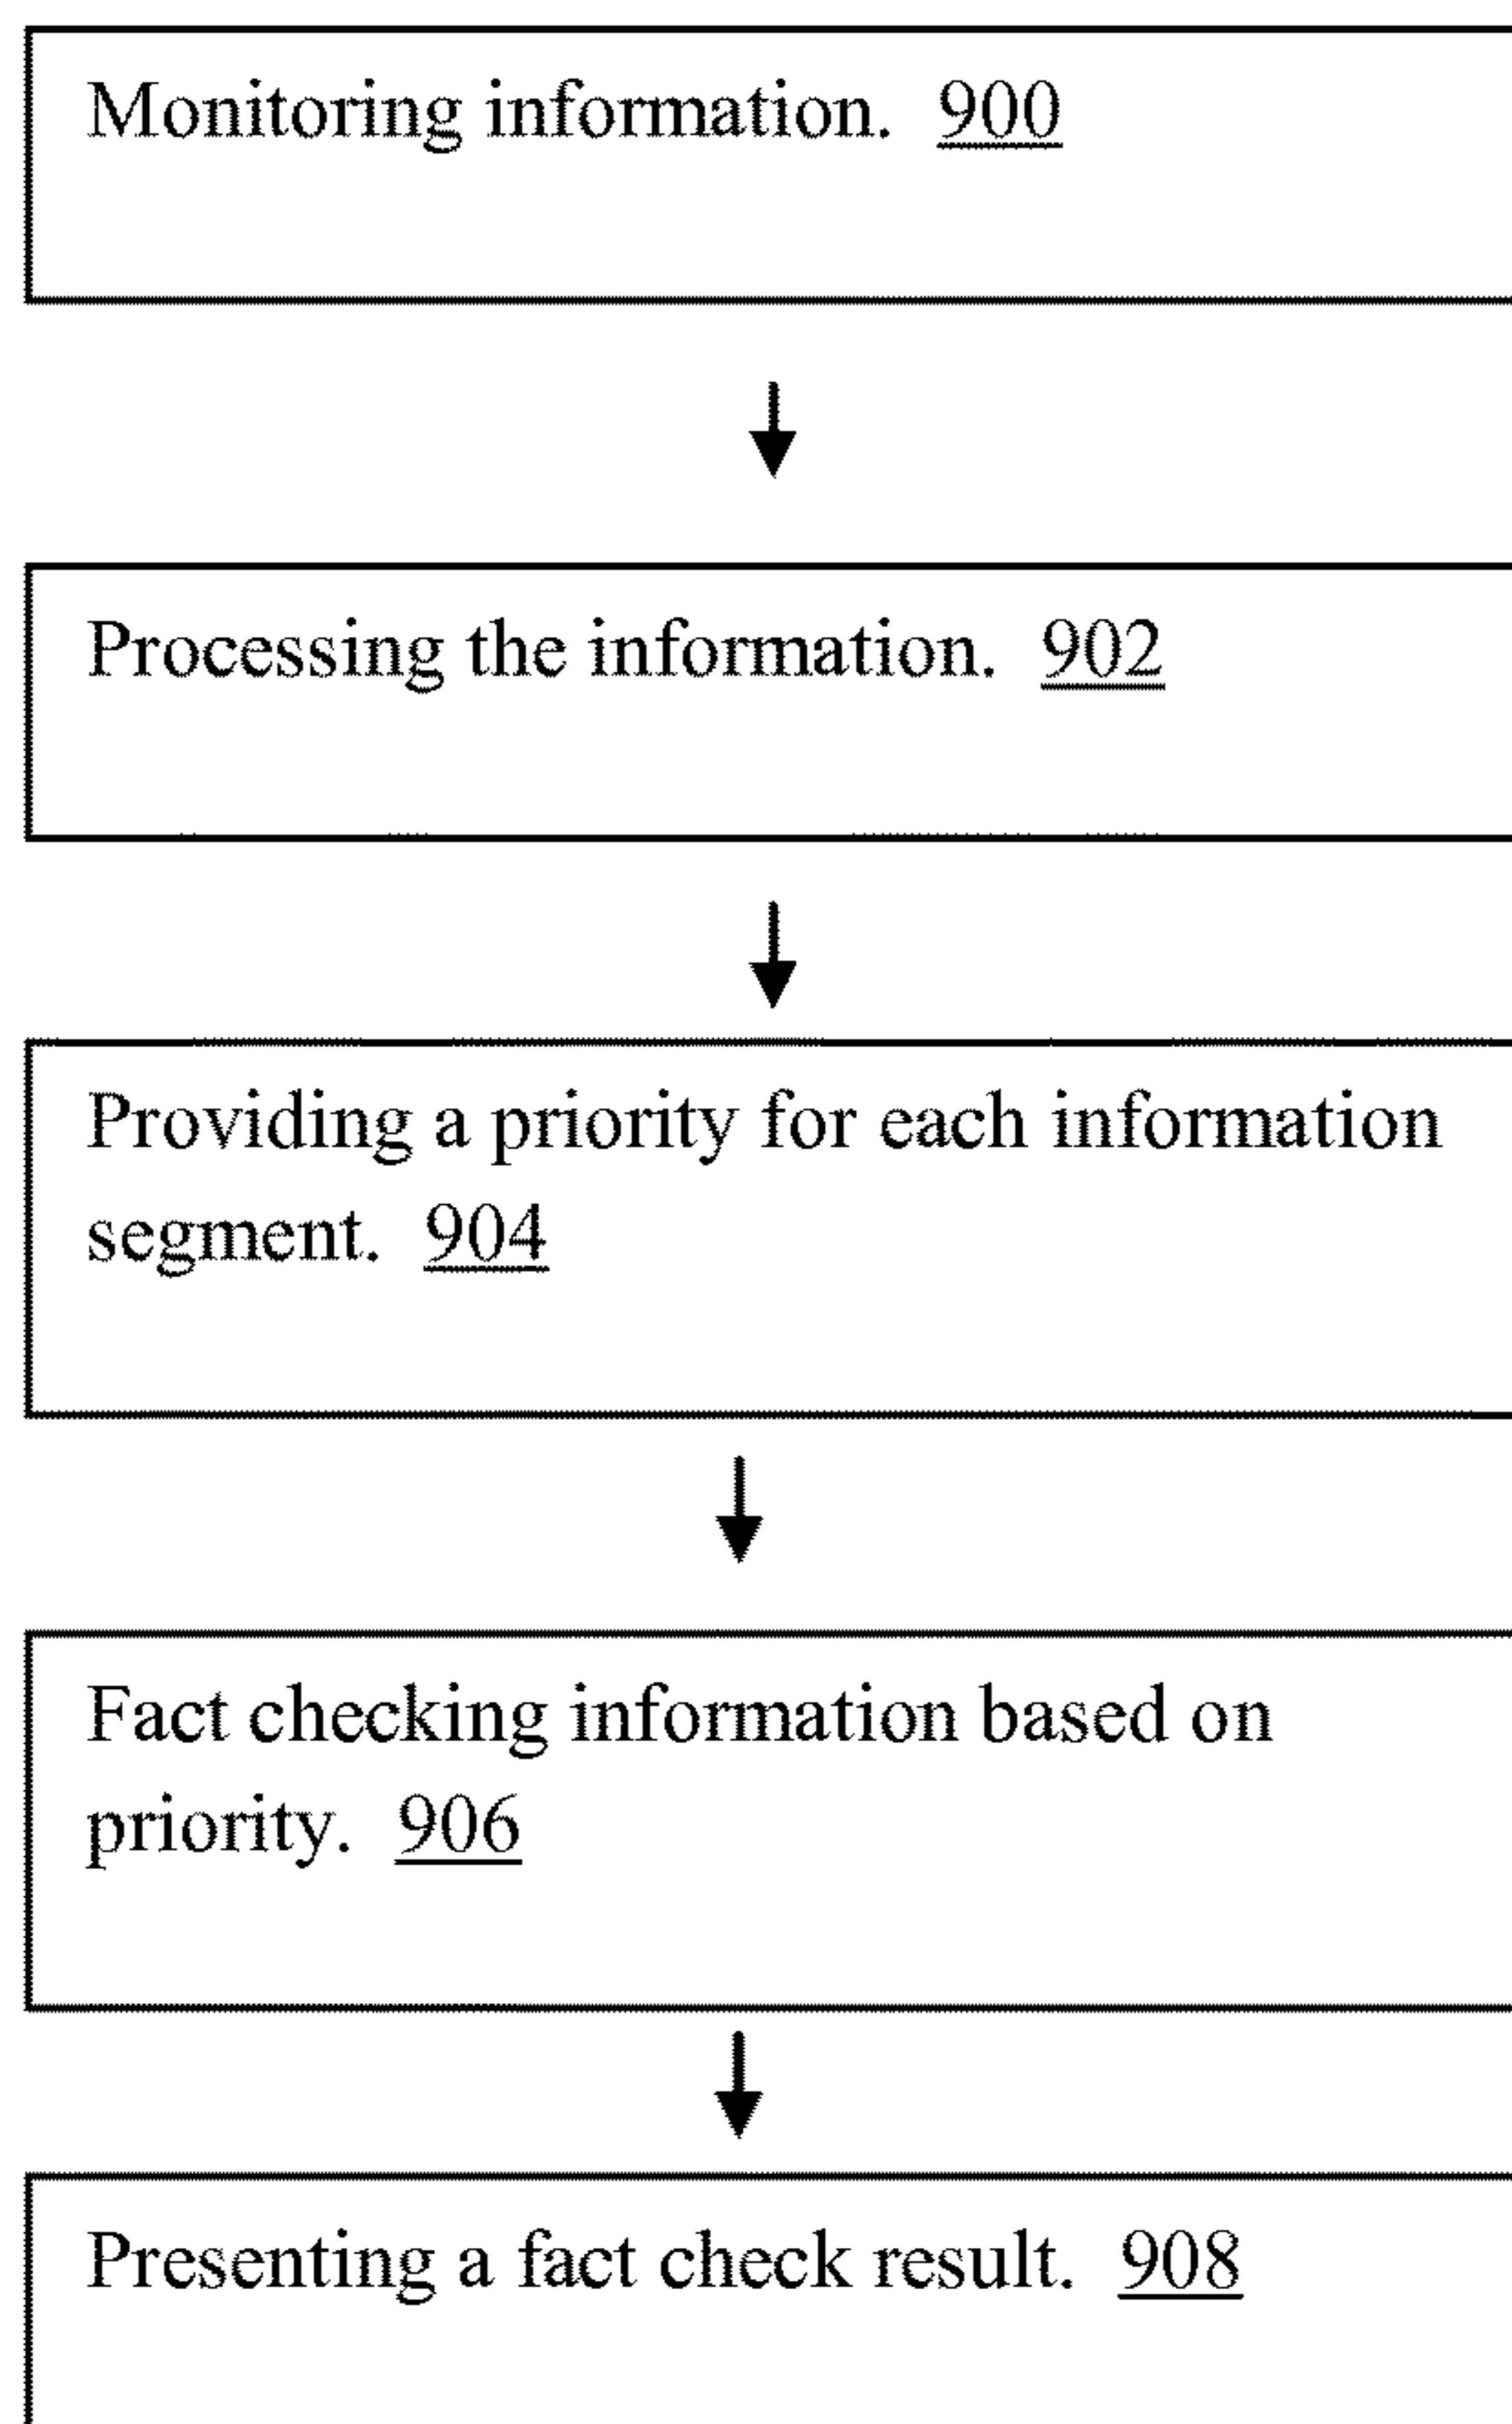 Monitoring information. 900
Processing the information. 902
Providing a priority for each information
segment. 904
Fact checking information based on
priority. 906
Presenting a fact check result. 908